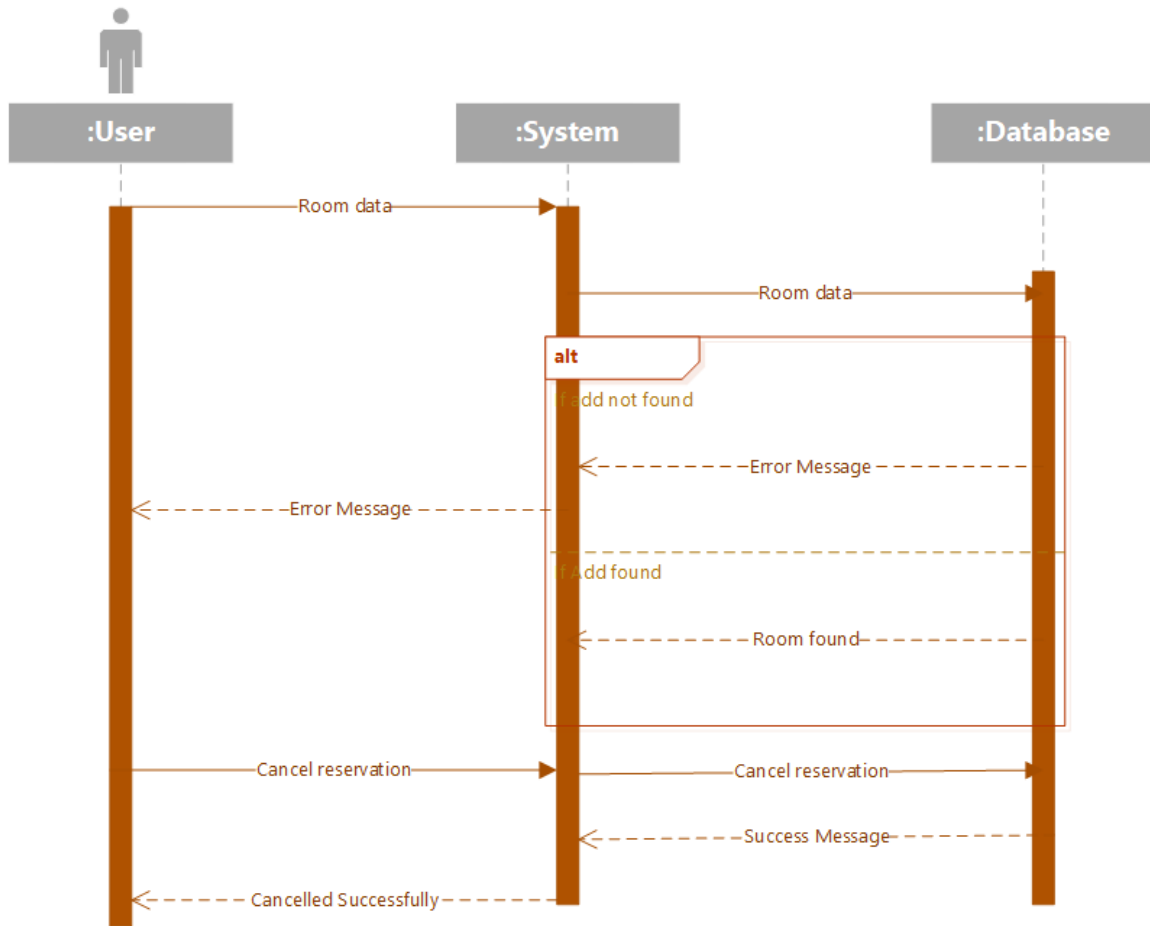 :User
:System
:Database
Room data
Room data
alt
If add not found
Error Message
Error Message
If Add found
Room found
Cancel reservation
Cancel reservation
Success Message
Cancelled Successfully